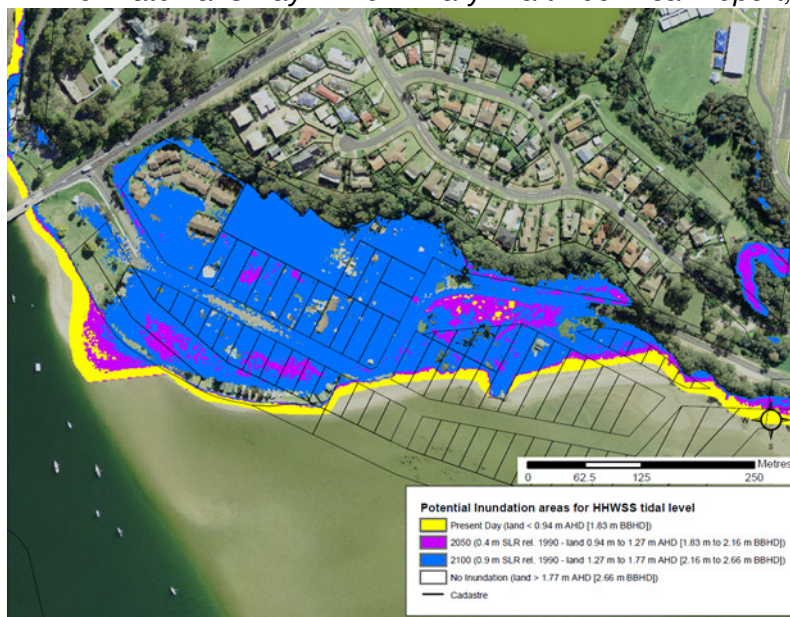 Bay Report,
W
S
Metres
0 62.5 125 250
Potential Inundation areas for HHWSS tidal level
Present Day (land < 0.94 m AHD [1.83 m BBHD])
2050 (0.4 m SLR rel. 1990 - land 0.94 m to 1.27 m AHD [1.83 m to 2.16 m BBHD])
2100 (0.9 m SLR rel. 1990 - land 1.27 m to 1.77 m AHD [2.16 m to 2.66 m BBHD])
No Inundation (land > 1.77 m AHD [2.66 m BBHD])
Cadastre